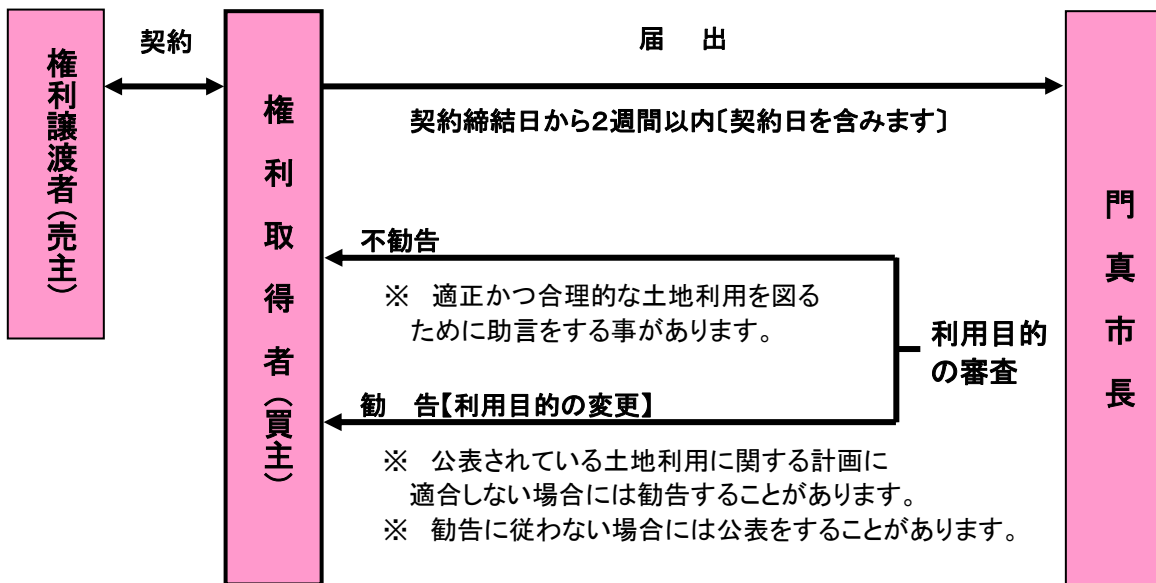 権利譲渡者(売主)
契約
権利取得者(買主)
届　出
契約締結日から2週間以内〔契約日を含みます〕
不勧告
※　適正かつ合理的な土地利用を図る
ために助言をする事があります。
利用目的
の審査
勧　告【利用目的の変更】
※　公表されている土地利用に関する計画に
適合しない場合には勧告することがあります。
※　勧告に従わない場合には公表をすることがあります。
門真市長